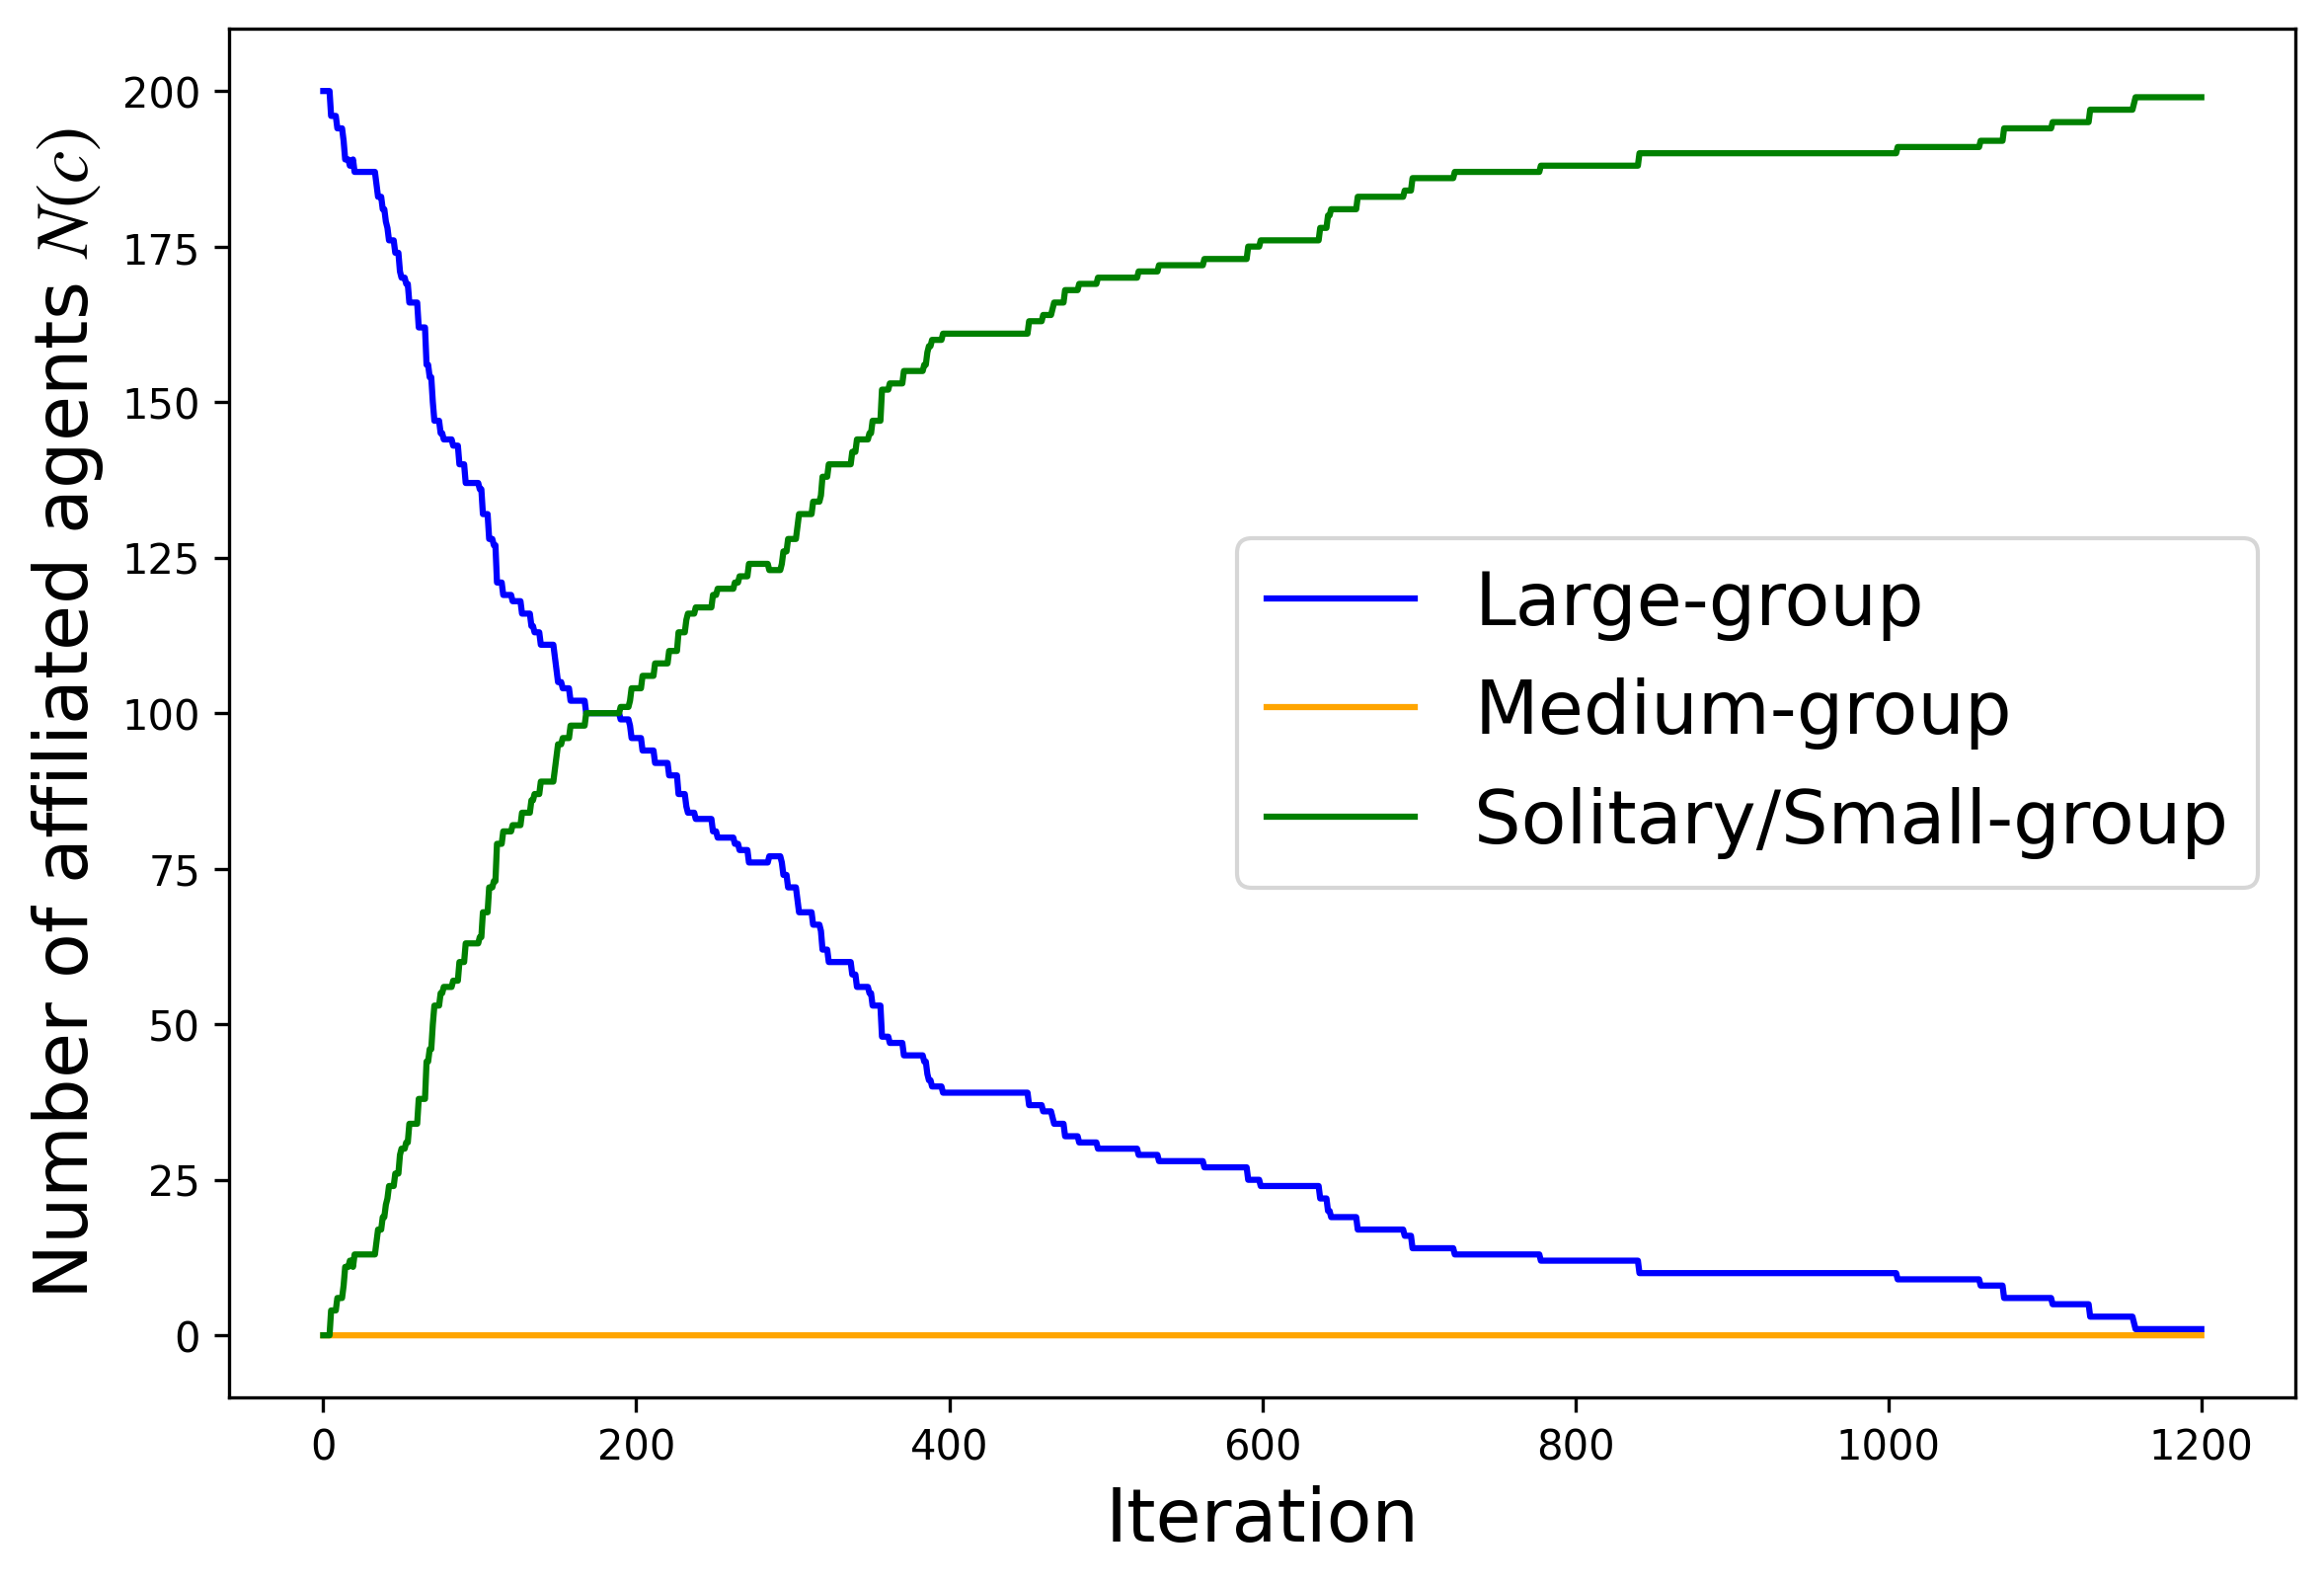 Number of affiliated agents N(c)
200
175
150
125
100
75
50
25
0
Large-group
Medium-group
Solitary/Small-group
0 200 400 600 800 1000 1200
Iteration